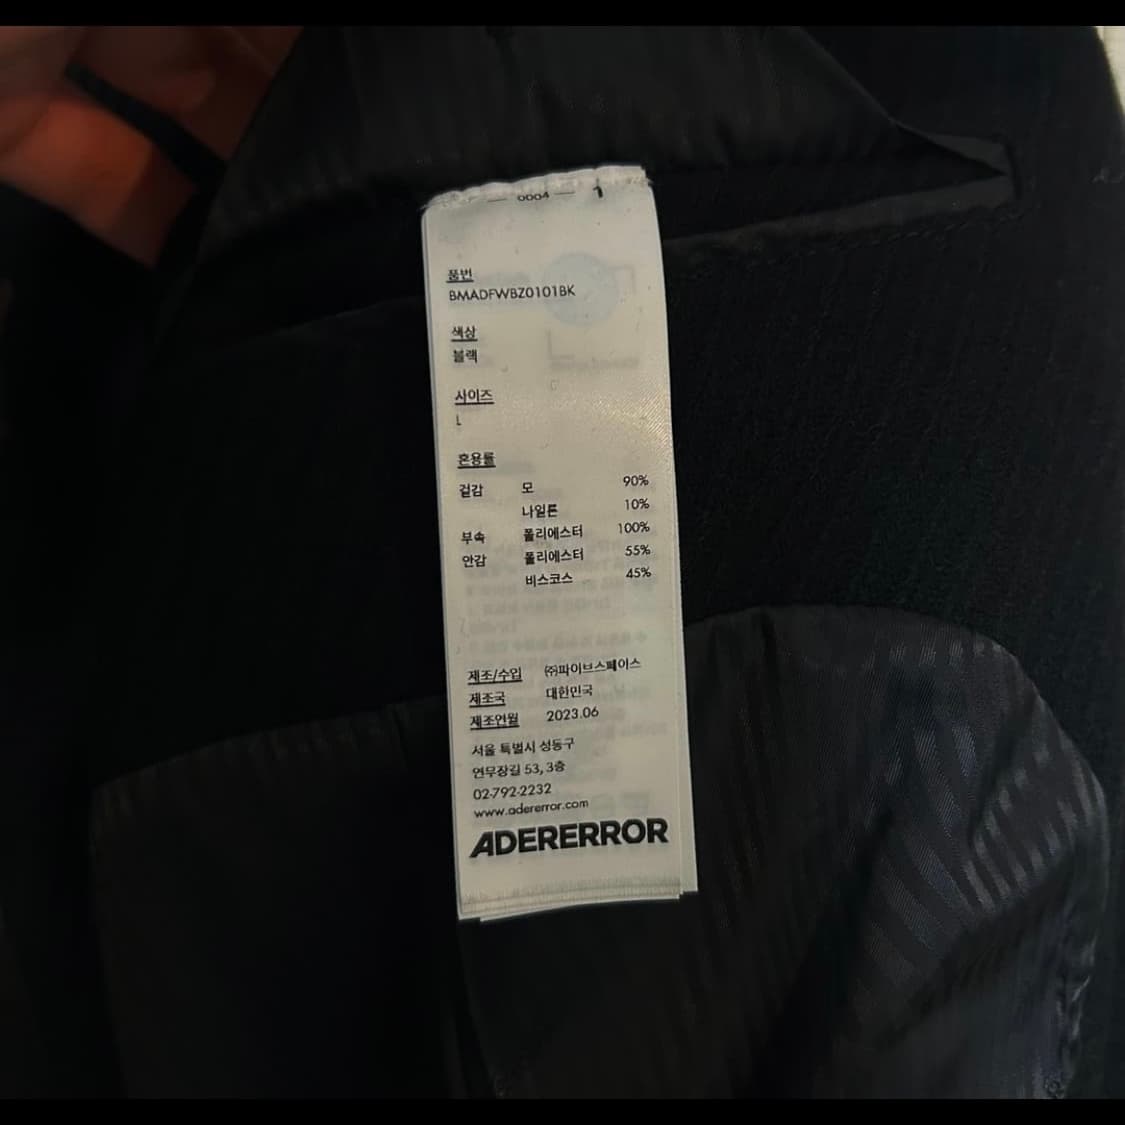 0004 1
품번
BMADFWBZ0101BK
색상
블랙
사이즈
L
혼용률
겉감 모 90%
나일론 10%
부속 폴리에스터 100%
안감 폴리에스터 55%
비스코스 45%
제조/수입 ㈜파이브스페이스
제조국 대한민국
제조연월 2023.06
서울 특별시 성동구
연무장길 53, 3층
02-792-2232
www.adererror.com
ADERERROR